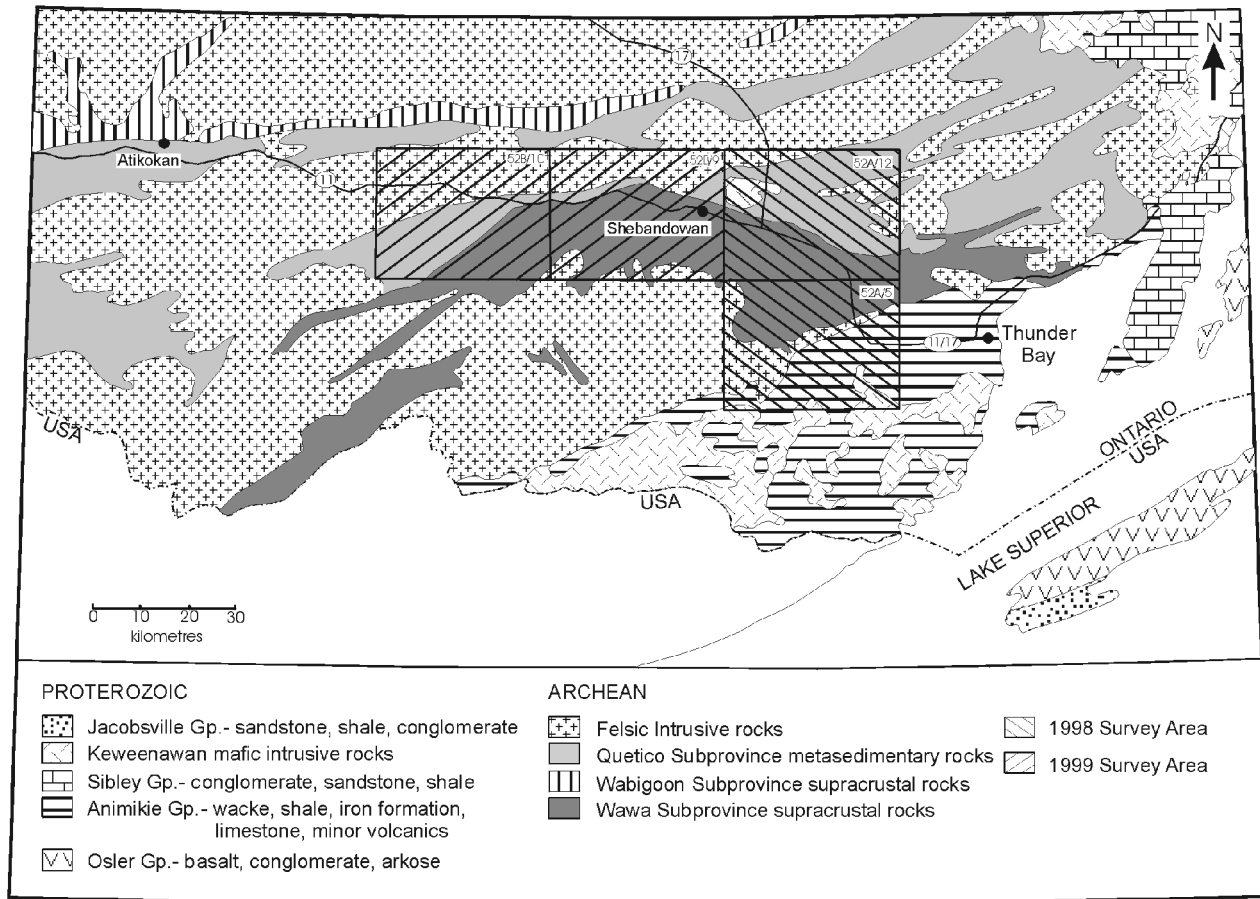 N
17
Atikokan
11
52B/10
52B/9
52A/12
Shebandowan
52A/5
11/17
Thunder
Bay
USA
USA
ONTARIO
USA
LAKE SUPERIOR
0 10 20 30
kilometres
PROTEROZOIC
Jacobsville Gp.- sandstone, shale, conglomerate
Keweenawan mafic intrusive rocks
Sibley Gp.- conglomerate, sandstone, shale
Animikie Gp.- wacke, shale, iron formation,
limestone, minor volcanics
Osler Gp.- basalt, conglomerate, arkose
ARCHEAN
Felsic Intrusive rocks
Quetico Subprovince metasedimentary rocks
Wabigoon Subprovince supracrustal rocks
Wawa Subprovince supracrustal rocks
1998 Survey Area
1999 Survey Area